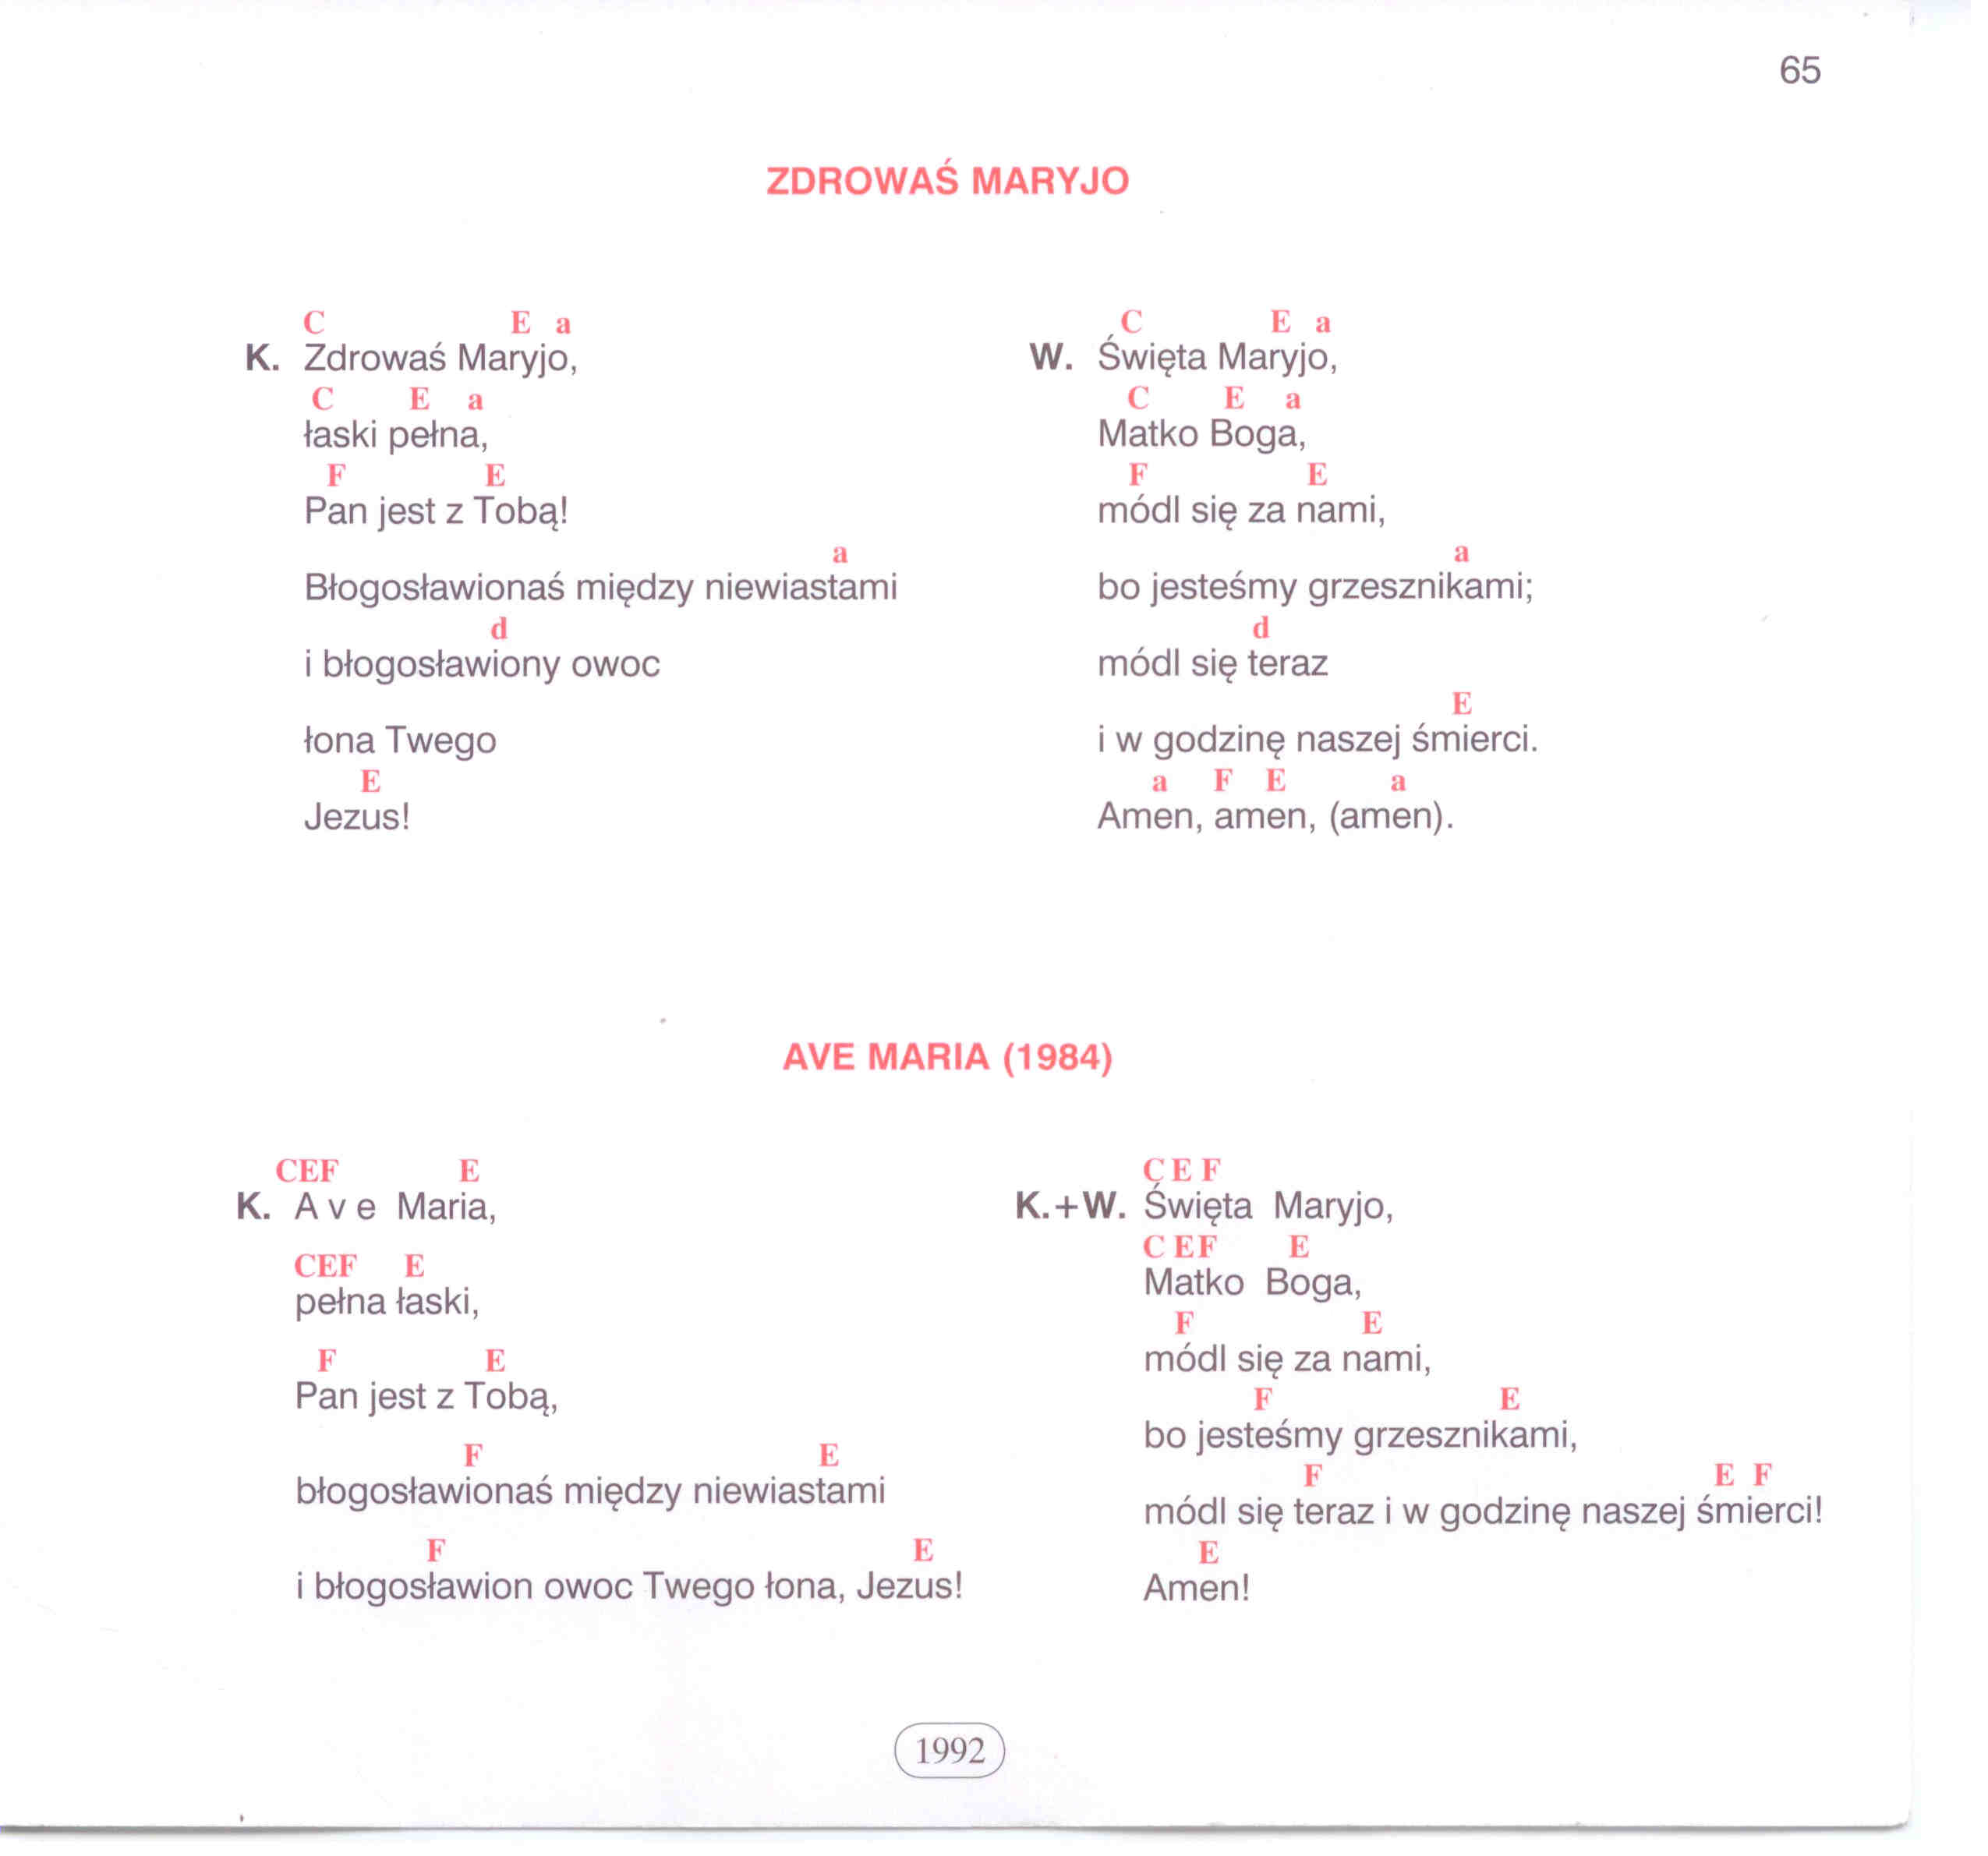 65
ZDROWAŚ MARYJO
C E a
K. Zdrowaś Maryjo,
C E a
łaski pełna,
F E
Pan jest z Tobą!
a
Błogosławionaś między niewiastami
d
i błogosławiony owoc
łona Twego
E
Jezus!
C E a
W. Święta Maryjo,
C E a
Matko Boga,
F E
módl się za nami,
a
bo jesteśmy grzesznikami;
d
módl się teraz
E
i w godzinę naszej śmierci.
a F E a
Amen, amen, (amen).
AVE MARIA (1984)
CEF E
K. A v e Maria,
CEF E
pełna łaski,
F E
Pan jest z Tobą,
F E
błogosławionaś między niewiastami
F E
i błogosławion owoc Twego łona, Jezus!
C E F
K.+W. Święta Maryjo,
C EF E
Matko Boga,
F E
módl się za nami,
F E
bo jesteśmy grzesznikami,
F E F
módl się teraz i w godzinę naszej śmierci!
E
Amen!
1992